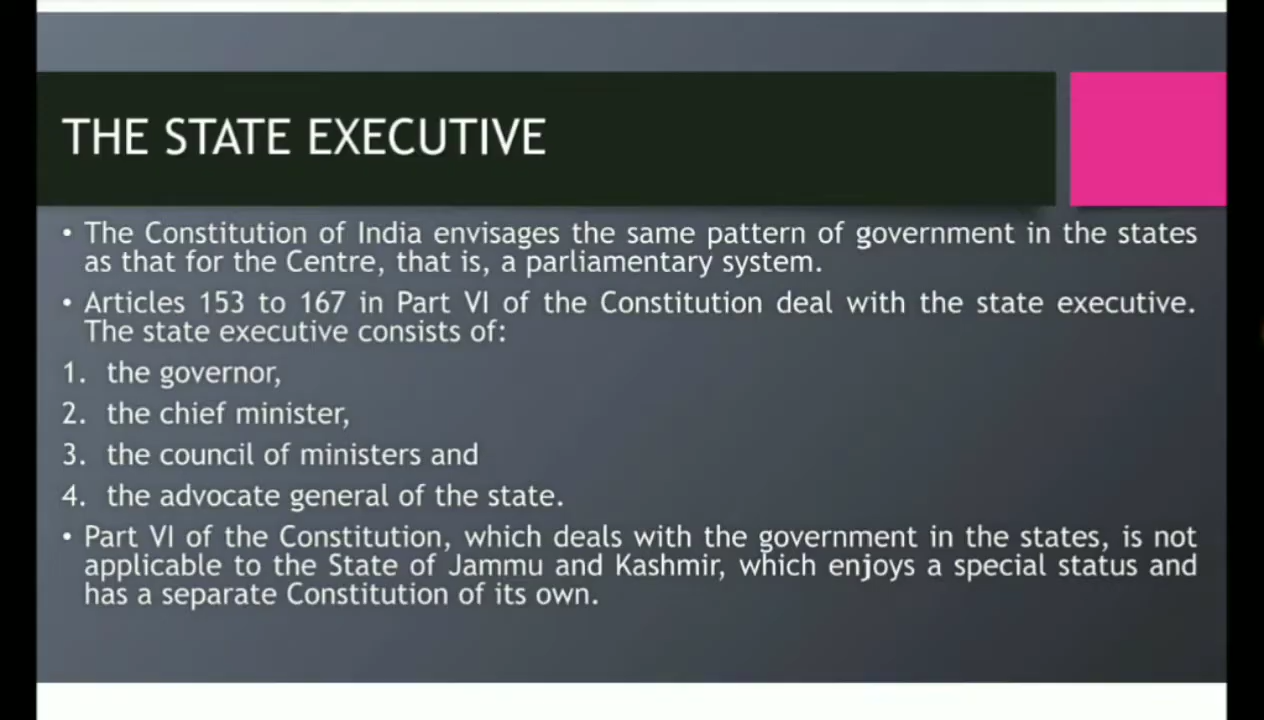 THE STATE EXECUTIVE
• The Constitution of India envisages the same pattern of government in the states
as that for the Centre, that is, a parliamentary system.
• Articles 153 to 167 in Part VI of the Constitution deal with the state executive.
The state executive consists of:
1. the governor,
2. the chief minister,
3. the council of ministers and
4. the advocate general of the state.
• Part VI of the Constitution, which deals with the government in the states, is not
applicable to the State of Jammu and Kashmir, which enjoys a special status and
has a separate Constitution of its own.